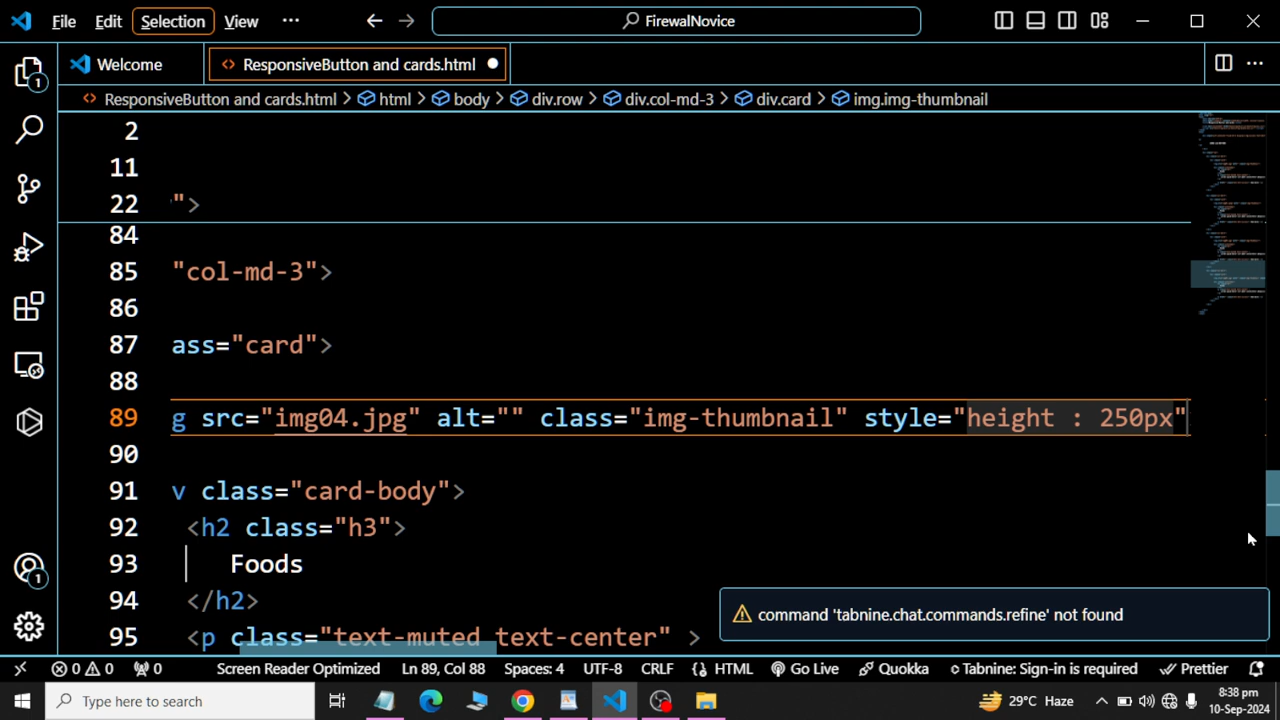 File Edit Selection View ··· FirewalNovice
Welcome ResponsiveButton and cards.html
ResponsiveButton and cards.html > html > body > div.row > div.col-md-3 > div.card > img.img-thumbnail
2
11
22 ">
84
85 "col-md-3">
86
87 ass="card">
88
89 g src="img04.jpg" alt="" class="img-thumbnail" style="height : 250px"
90
91 v class="card-body">
92 <h2 class="h3">
93 Foods
94 </h2>
95 <p class="text-muted text-center" >
command 'tabnine.chat.commands.refine' not found
1
1
0 0 0 Screen Reader Optimized Ln 89, Col 88 Spaces: 4 UTF-8 CRLF {} HTML Go Live Quokka Tabnine: Sign-in is required Prettier
Type here to search 29°C Haze 8:38 pm
10-Sep-2024